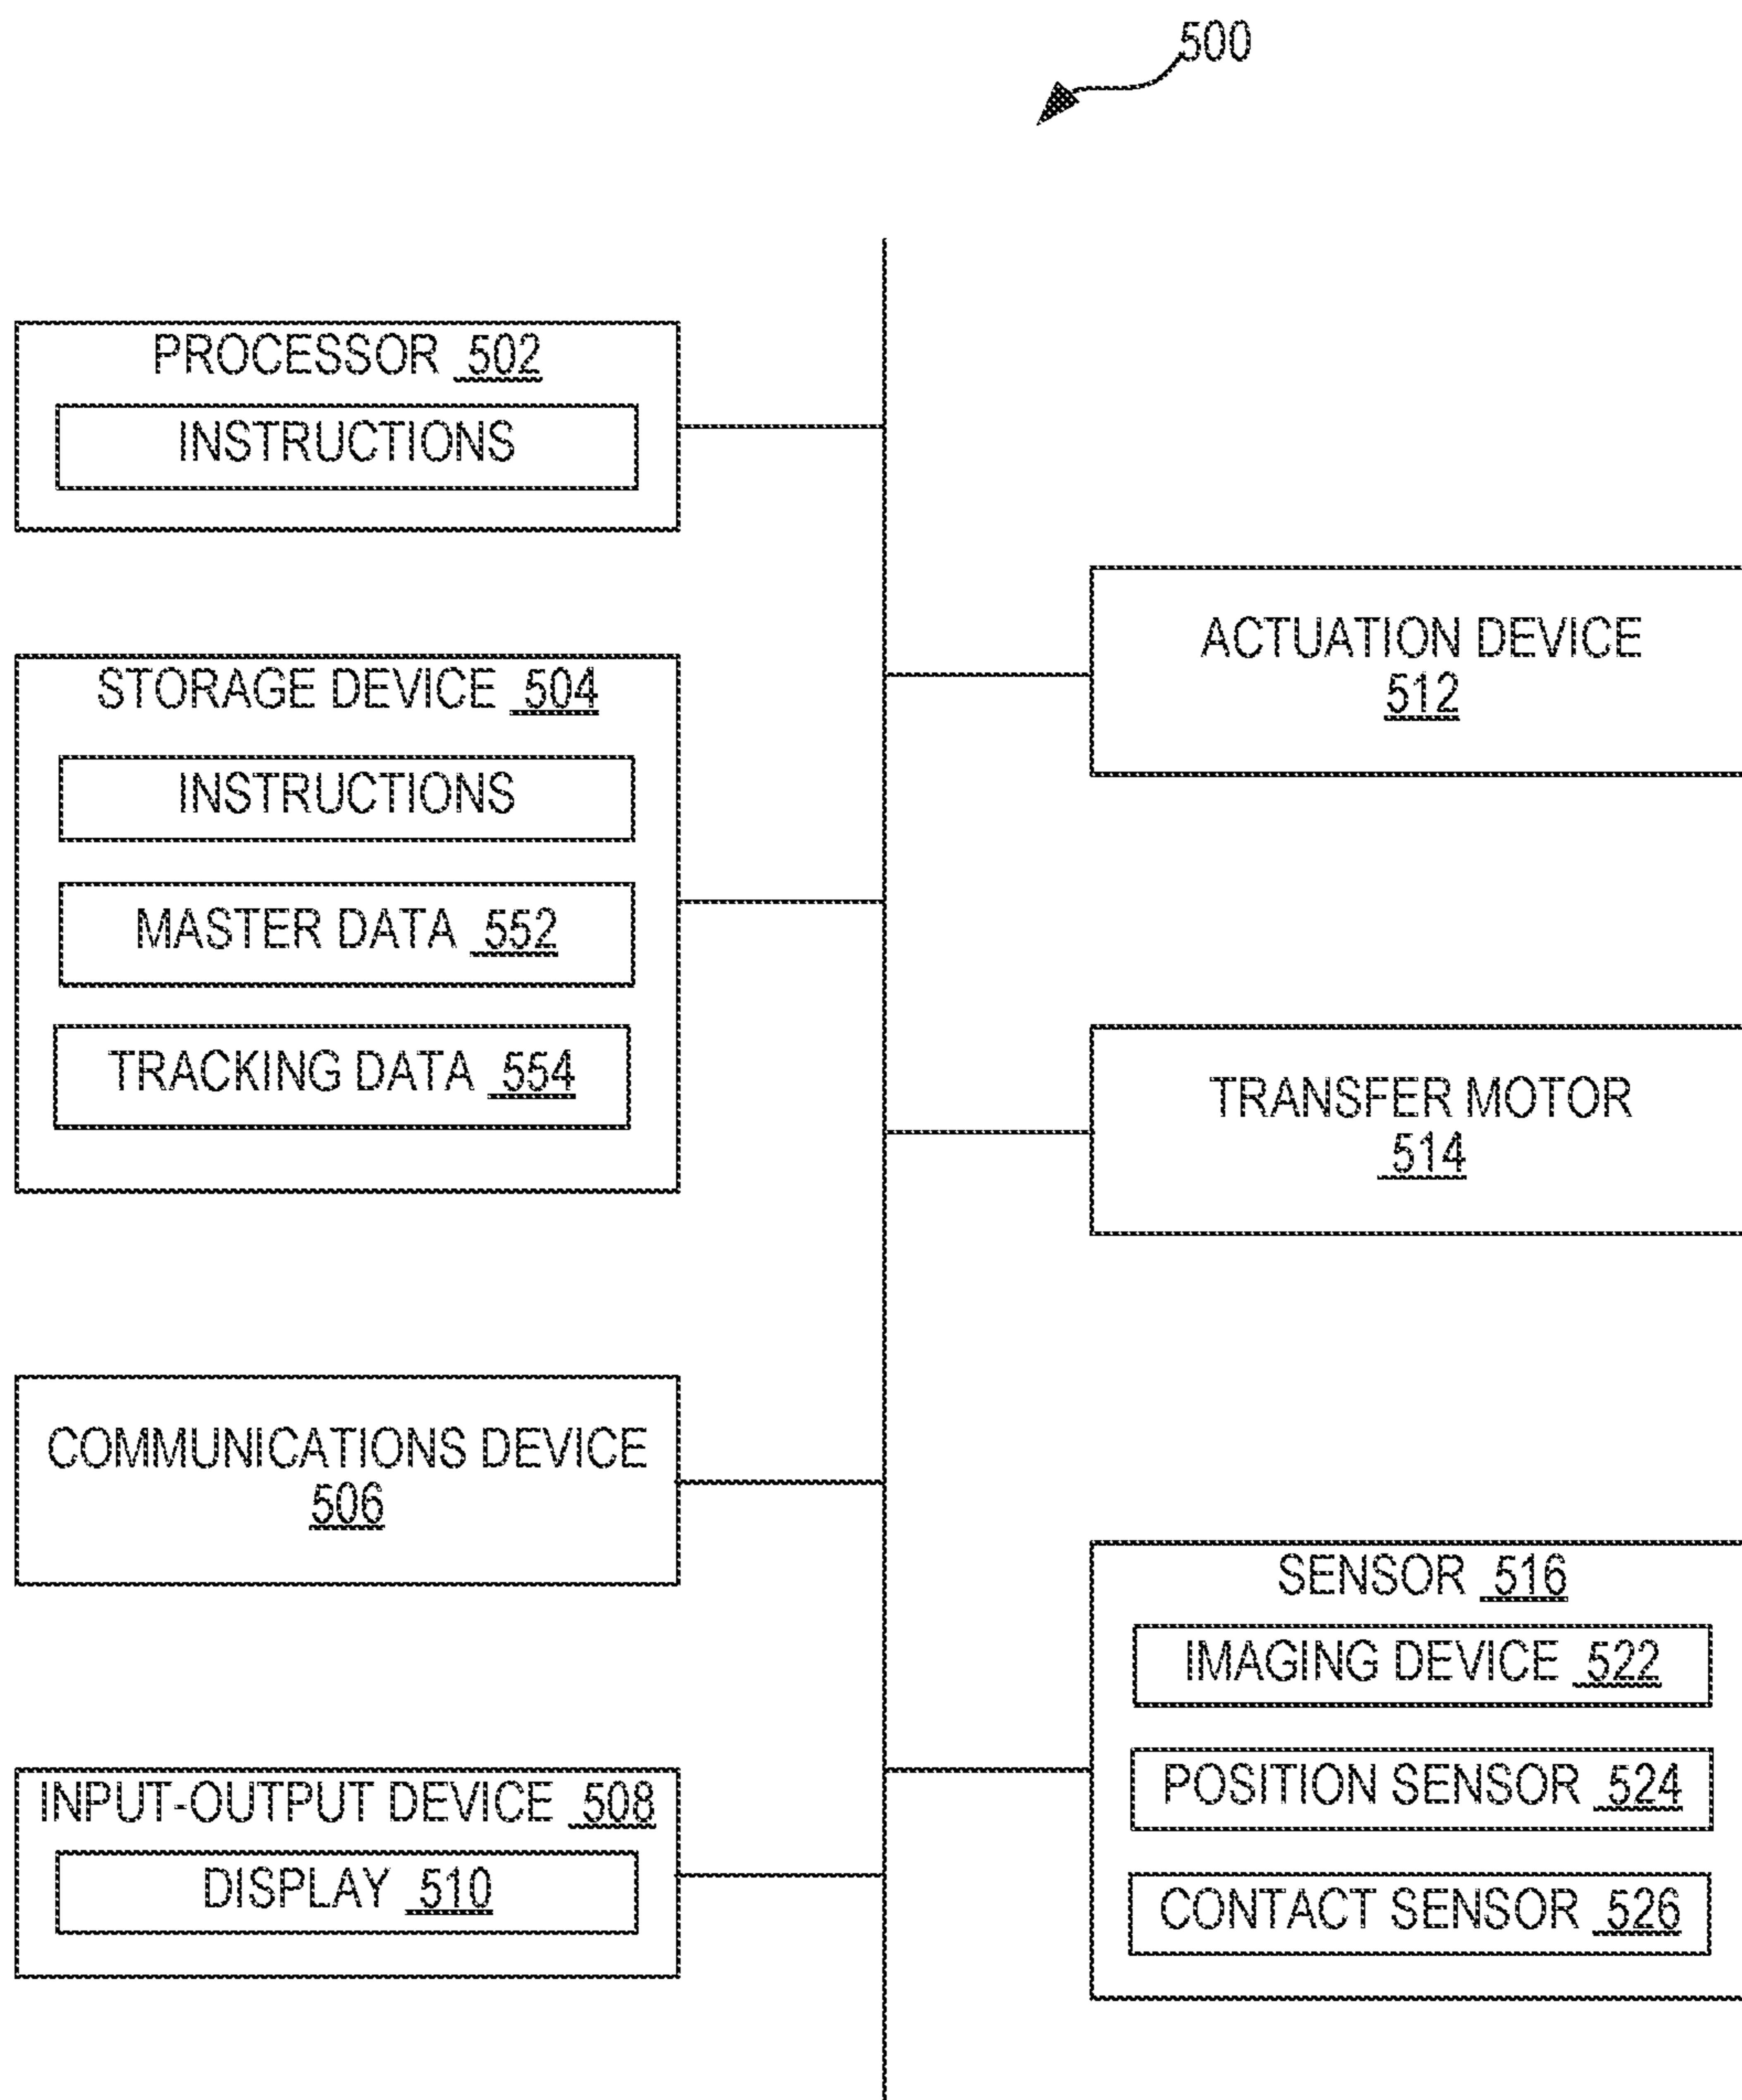 500
PROCESSOR 502
INSTRUCTIONS
STORAGE DEVICE 504
INSTRUCTIONS
MASTER DATA 552
TRACKING DATA 554
COMMUNICATIONS DEVICE
506
INPUT-OUTPUT DEVICE 508
DISPLAY 510
ACTUATION DEVICE
512
TRANSFER MOTOR
514
SENSOR 516
IMAGING DEVICE 522
POSITION SENSOR 524
CONTACT SENSOR 526